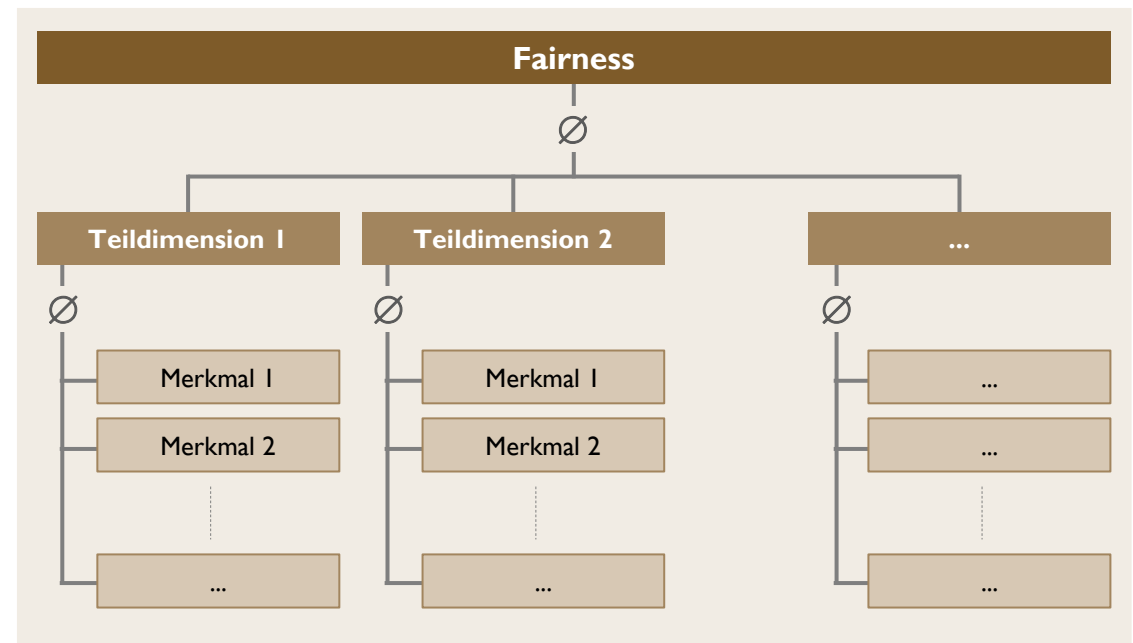 Fairness
Ø
Teildimension 1
Teildimension 2
...
Ø
Ø
Ø
Merkmal 1
Merkmal 1
...
Merkmal 2
Merkmal 2
...
...
...
...